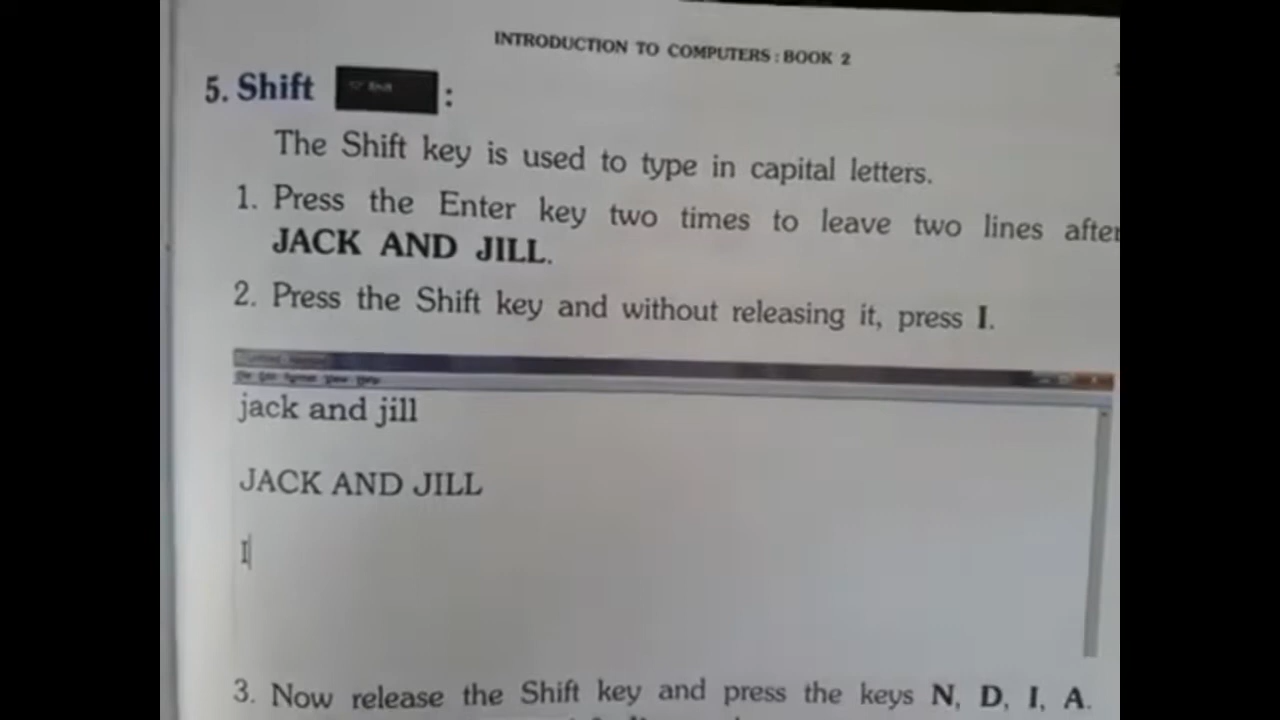 INTRODUCTION TO COMPUTERS : BOOK 2
5. Shift :
The Shift key is used to type in capital letters.
1. Press the Enter key two times to leave two lines after
JACK AND JILL.
2. Press the Shift key and without releasing it, press I.
jack and jill
JACK AND JILL
I
3. Now release the Shift key and press the keys N, D, I, A.